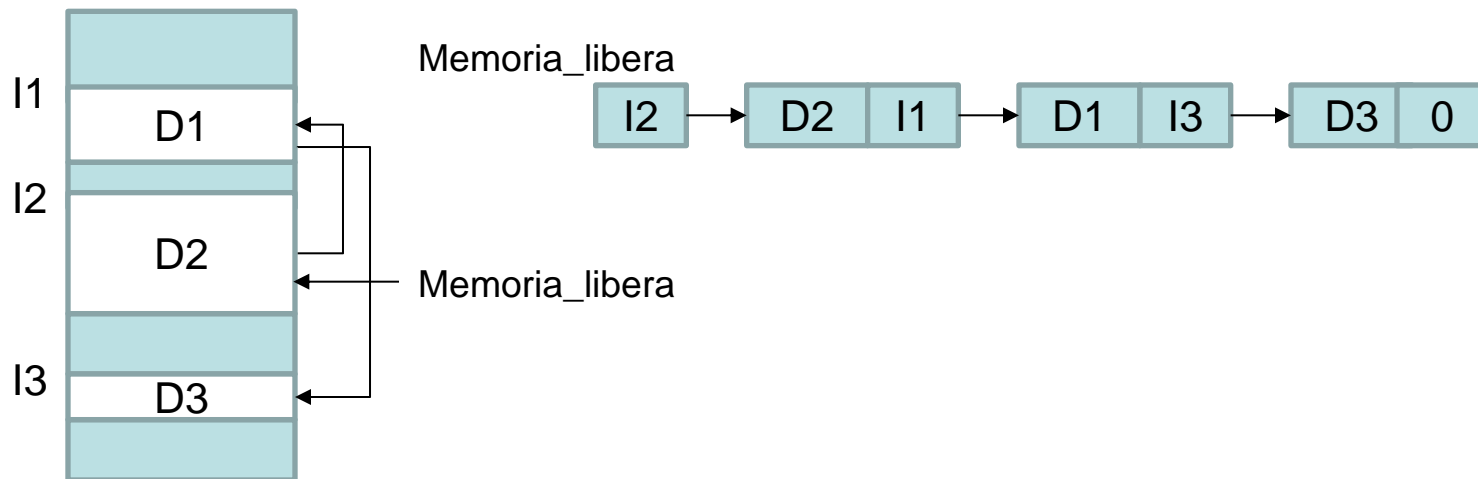 Memoria_libera
I1
D1
I2 D2 I1 D1 I3 D3 0
I2
D2
Memoria_libera
I3
D3